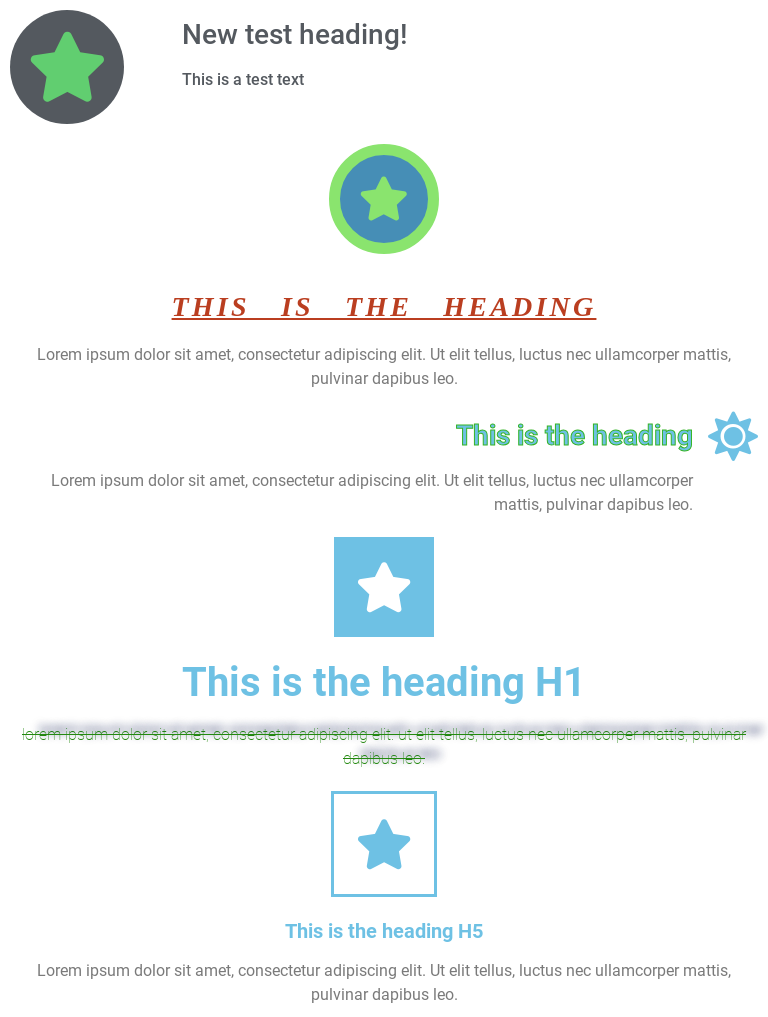 New test heading!
This is a test text
THIS IS THE HEADING
Lorem ipsum dolor sit amet, consectetur adipiscing elit. Ut elit tellus, luctus nec ullamcorper mattis,
pulvinar dapibus leo.
This is the heading
Lorem ipsum dolor sit amet, consectetur adipiscing elit. Ut elit tellus, luctus nec ullamcorper
mattis, pulvinar dapibus leo.
This is the heading H1
lorem ipsum dolor sit amet, consectetur adipiscing elit. ut elit tellus, luctus nec ullamcorper mattis, pulvinar
dapibus leo.
This is the heading H5
Lorem ipsum dolor sit amet, consectetur adipiscing elit. Ut elit tellus, luctus nec ullamcorper mattis,
pulvinar dapibus leo.